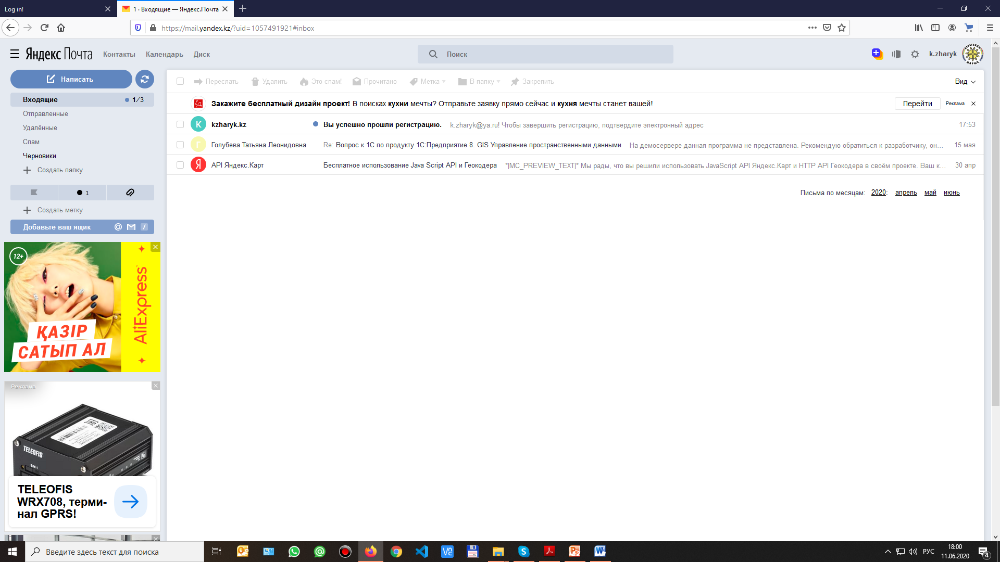 Log in!
1 · Входящие — Яндекс.Почта
https://mail.yandex.kz/?uid=1057491921#inbox
Яндекс Почта
Контакты
Календарь
Диск
Поиск
k.zharyk
Написать
Переслать
Удалить
Это спам!
Прочитано
Метка
В папку
Закрепить
Вид
Входящие
1/3
Отправленные
Удалённые
Спам
Черновики
Создать папку
1
Создать метку
Добавьте ваш ящик
Закажите бесплатный дизайн проект! В поисках кухни мечты? Отправьте заявку прямо сейчас и кухня мечты станет вашей!
Перейти
Реклама
K
kzharyk.kz
Вы успешно прошли регистрацию.
k.zharyk@ya.ru! Чтобы завершить регистрацию, подтвердите электронный адрес
17:53
Г
Голубева Татьяна Леонидовна
Re: Вопрос к 1С по продукту 1С:Предприятие 8. GIS Управление пространственными данными
На демосервере данная программа не представлена. Рекомендую обратиться к разработчику, он...
15 мая
Я
API Яндекс.Карт
Бесплатное использование Java Script API и Геокодера
*|MC_PREVIEW_TEXT|* Мы рады, что вы решили использовать JavaScript API Яндекс.Карт и HTTP API Геокодера в своём проекте. Ваш к...
30 апр
Письма по месяцам: 2020: апрель май июнь
12+
ҚАЗІР
САТЫП АЛ
AliExpress
Реклама
TELEOFIS
SIM 1
TELEOFIS
WRX708, терми-
нал GPRS!
Введите здесь текст для поиска
РУС
18:00
11.06.2020
4